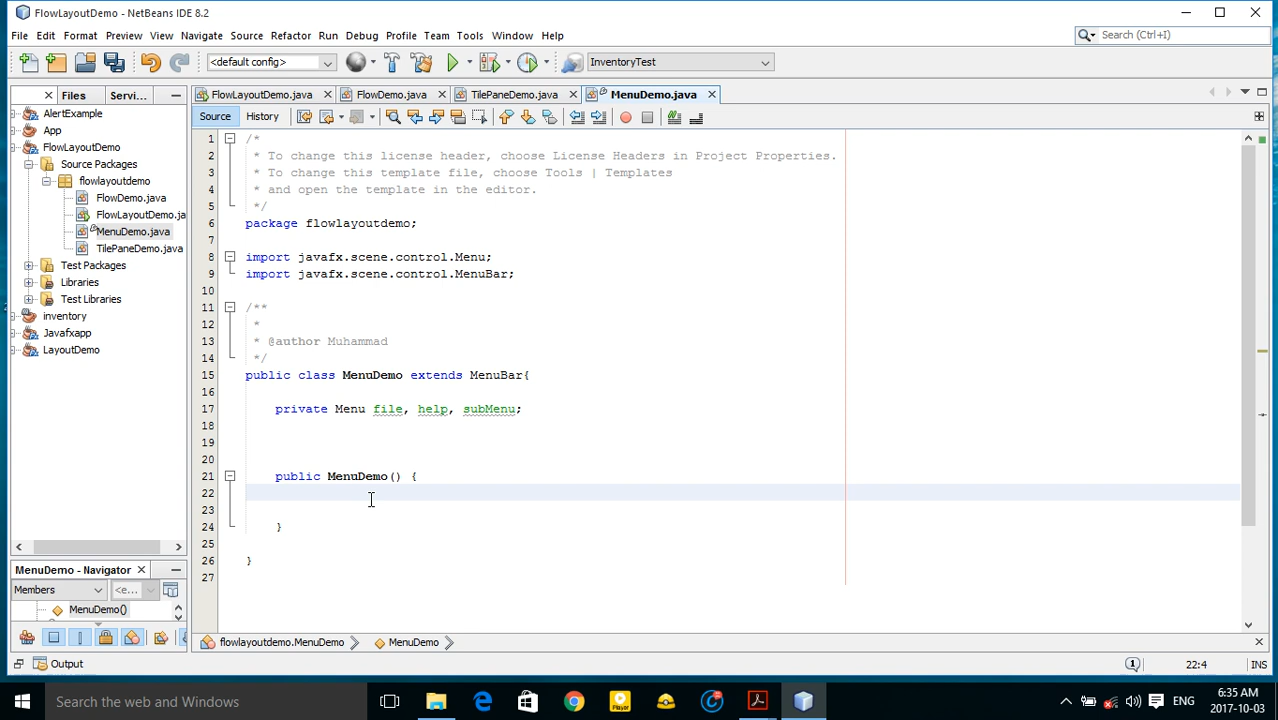 FlowLayoutDemo - NetBeans IDE 8.2
File Edit Format Preview View Navigate Source Refactor Run Debug Profile Team Tools Window Help
Search (Ctrl+I)
<default config>
InventoryTest
Files Servi...
FlowLayoutDemo.java FlowDemo.java TilePaneDemo.java MenuDemo.java
Source History
AlertExample
App
FlowLayoutDemo
Source Packages
flowlayoutdemo
FlowDemo.java
FlowLayoutDemo.ja
MenuDemo.java
TilePaneDemo.java
Test Packages
Libraries
Test Libraries
inventory
Javafxapp
LayoutDemo
1 /*
2 * To change this license header, choose License Headers in Project Properties.
3 * To change this template file, choose Tools | Templates
4 * and open the template in the editor.
5 */
6 package flowlayoutdemo;
7
8 import javafx.scene.control.Menu;
9 import javafx.scene.control.MenuBar;
10
11 /**
12 *
13 * @author Muhammad
14 */
15 public class MenuDemo extends MenuBar{
16
17 private Menu file, help, subMenu;
18
19
20
21 public MenuDemo() {
22
23
24 }
25
26 }
27
MenuDemo - Navigator
Members <e...
MenuDemo()
flowlayoutdemo.MenuDemo MenuDemo
Output
1 22:4 INS
Search the web and Windows
Player
ENG
6:35 AM
2017-10-03